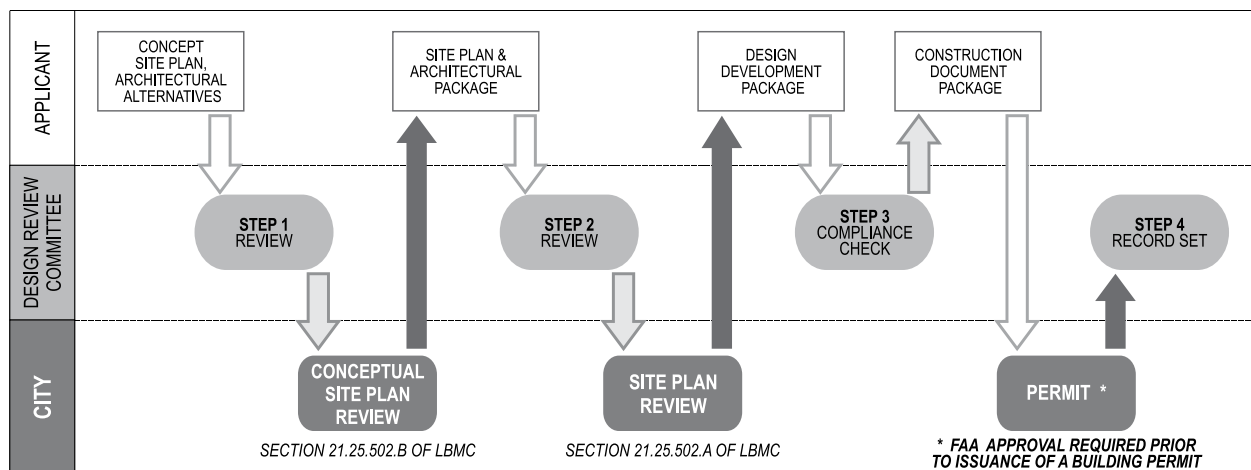 APPLICANT
CONCEPT
SITE PLAN,
ARCHITECTURAL
ALTERNATIVES
SITE PLAN &
ARCHITECTURAL
PACKAGE
DESIGN
DEVELOPMENT
PACKAGE
CONSTRUCTION
DOCUMENT
PACKAGE
DESIGN REVIEW
COMMITTEE
STEP 1
REVIEW
STEP 2
REVIEW
STEP 3
COMPLIANCE
CHECK
STEP 4
RECORD SET
CITY
CONCEPTUAL
SITE PLAN
REVIEW
SECTION 21.25.502.B OF LBMC
SITE PLAN
REVIEW
SECTION 21.25.502.A OF LBMC
PERMIT *
* FAA APPROVAL REQUIRED PRIOR
TO ISSUANCE OF A BUILDING PERMIT